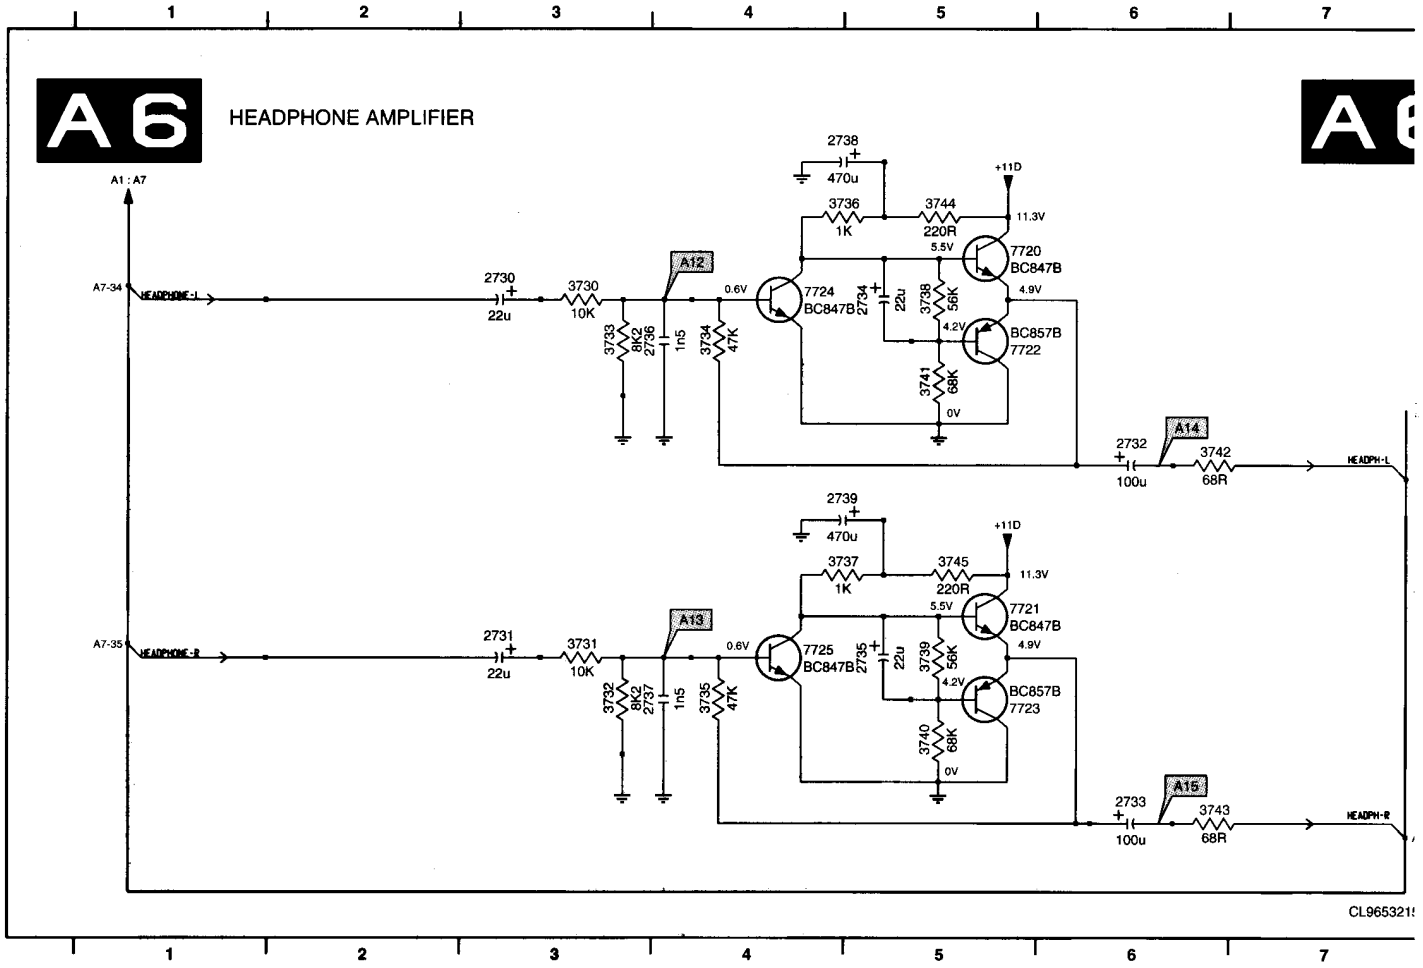 1 2 3 4 5 6 7
A6
HEADPHONE AMPLIFIER
A
A1 : A7
2738
470u
+11D
3736
1K
3744
220R
11.3V
5.5V
7720
BC847B
A12
A7-34
HEADPHONE-L
2730
22u
3730
10K
0.6V
7724
BC847B
2734
22u
3738
56K
4.9V
3733
8K2
2736
1n5
3734
47K
4.2V
BC857B
7722
3741
68K
0V
A14
2732
100u
3742
68R
HEADPH-L
2739
470u
+11D
3737
1K
3745
220R
11.3V
5.5V
7721
BC847B
A13
A7-35
HEADPHONE-R
2731
22u
3731
10K
0.6V
7725
BC847B
2735
22u
3739
56K
4.9V
3732
8K2
2737
1n5
3735
47K
4.2V
BC857B
7723
3740
68K
0V
A15
2733
100u
3743
68R
HEADPH-R
CL9653215
1 2 3 4 5 6 7